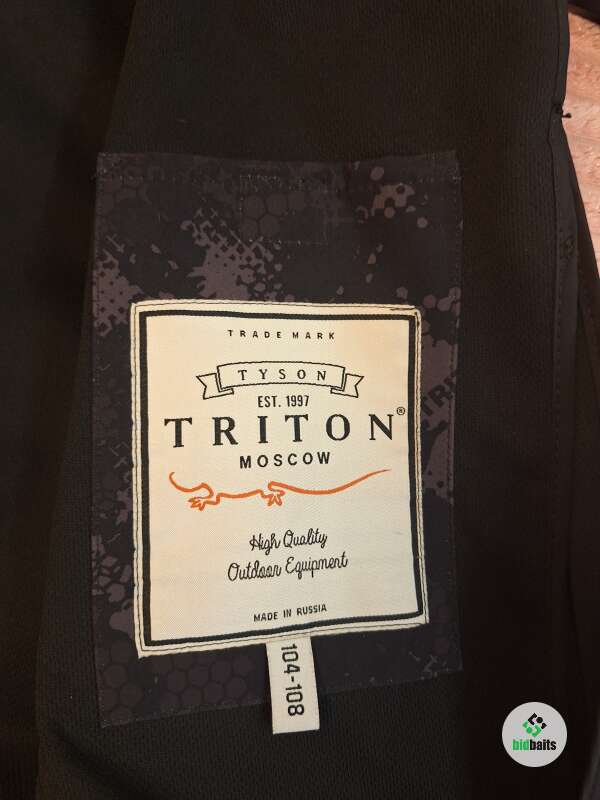 TRADE MARK
TYSON
EST. 1997
TRITON®
MOSCOW
High Quality
Outdoor Equipment
MADE IN RUSSIA
104-108
bidbaits